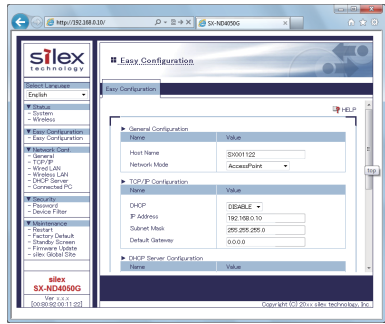 http://192.168.0.10/
SX-ND4050G
silex
technology
Select Language
English
▼ Status
- System
- Wireless
▼ Easy Configuration
- Easy Configuration
▼ Network Conf.
- General
- TCP/IP
- Wired LAN
- Wireless LAN
- DHCP Server
- Connected PC
▼ Security
- Password
- Device Filter
▼ Maintenance
- Restart
- Factory Default
- Standby Screen
- Firmware Update
- silex Global Site
silex
SX-ND4050G
Ver x.x.x
[00:80:92:00:11:22]
Easy Configuration
Easy Configuration
HELP
▶ General Configuration
Name Value
Host Name SX001122
Network Mode AccessPoint
▶ TCP/IP Configuration
Name Value
DHCP DISABLE
IP Address 192.168.0.10
Subnet Mask 255.255.255.0
Default Gateway 0.0.0.0
▶ DHCP Server Configuration
Name Value
top
Copyright (C) 20xx silex technology, Inc